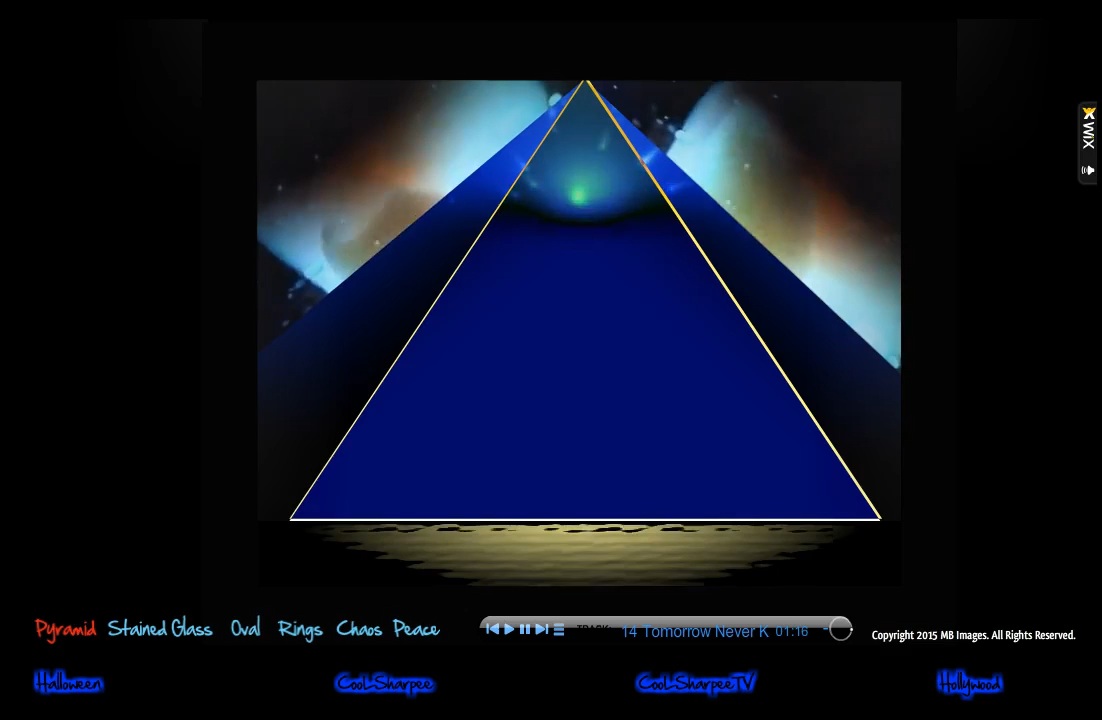 WiX
Pyramid Stained Glass Oval Rings Chaos Peace
TRACK: 14 Tomorrow Never K 01:16
Copyright 2015 MB Images. All Rights Reserved.
Halloween CooLSharpee CooLSharpeeTV Hollywood